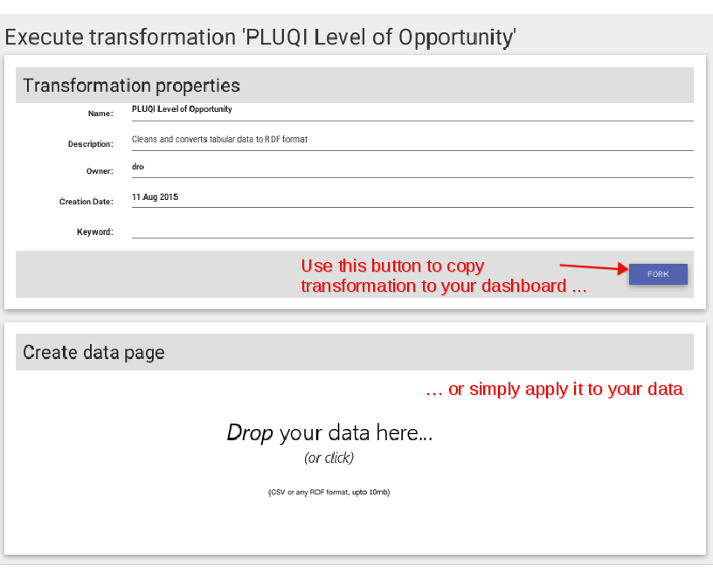 Execute transformation 'PLUQI Level of Opportunity'
Transformation properties
Name: PLUQI Level of Opportunity
Description: Cleans and converts tabular data to RDF format
Owner: dro
Creation Date: 11 Aug 2015
Keyword:
Use this button to copy
transformation to your dashboard ...
FORK
Create data page
... or simply apply it to your data
Drop your data here...
(or click)
(CSV or any RDF format, upto 10mb)